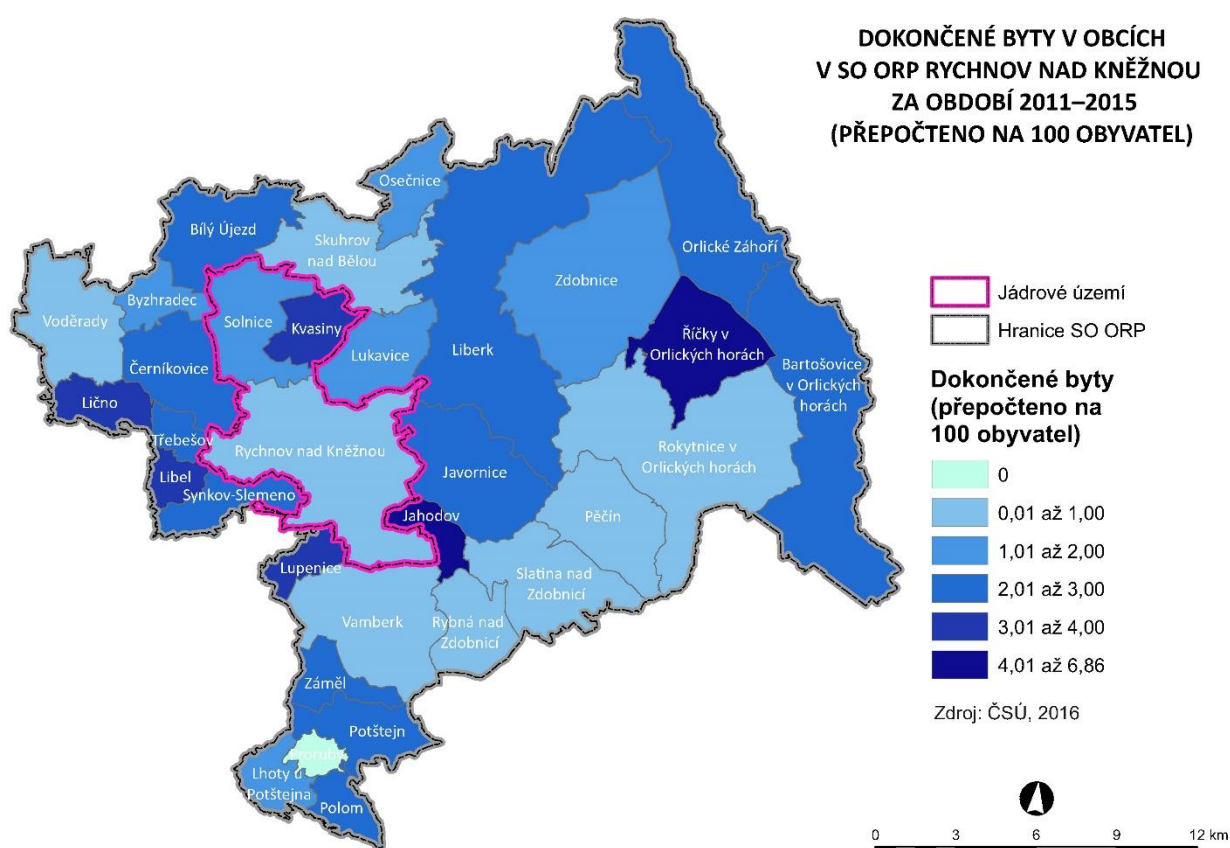 DOKONČENÉ BYTY V OBCÍCH
V SO ORP RYCHNOV NAD KNĚŽNOU
ZA OBDOBÍ 2011–2015
(PŘEPOČTENO NA 100 OBYVATEL)
Osečnice
Bílý Újezd
Skuhrov
nad Bělou
Orlické Záhoří
Zdobnice
Byzhradec
Voděrady
Solnice
Kvasiny
Lukavice
Liberk
Říčky v
Orlických horách
Bartošovice
v Orlických
horách
Černíkovice
Lično
Třebešov
Rychnov nad Kněžnou
Rokytnice v
Orlických horách
Libel
Synkov-Slemeno
Javornice
Jahodov
Pěčín
Lupenice
Slatina nad
Zdobnicí
Vamberk
Rybná nad
Zdobnicí
Záměl
Potštejn
Proruby
Lhoty u
Potštejna
Polom
Jádrové území
Hranice SO ORP
Dokončené byty
(přepočteno na
100 obyvatel)
0
0,01 až 1,00
1,01 až 2,00
2,01 až 3,00
3,01 až 4,00
4,01 až 6,86
Zdroj: ČSÚ, 2016
0 3 6 9 12 km